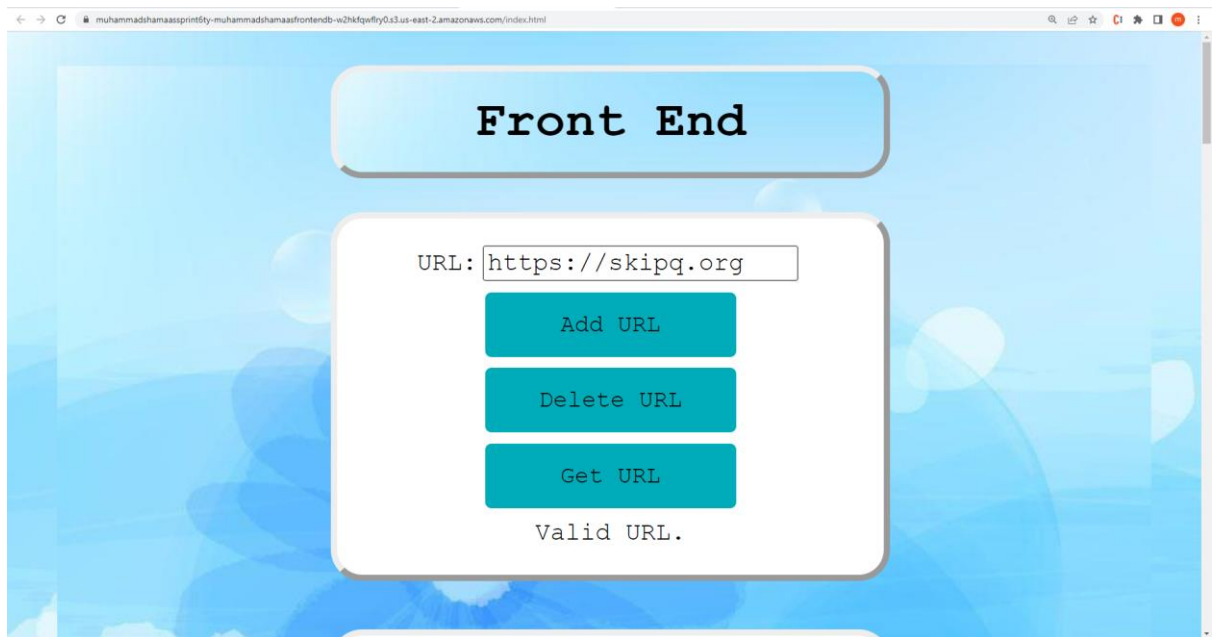 muhammadshamaassprint6ty-muhammadshamaasfrontendb-w2hkfqwflry0.s3.us-east-2.amazonaws.com/index.html
Front End
URL: https://skipq.org
Add URL
Delete URL
Get URL
Valid URL.